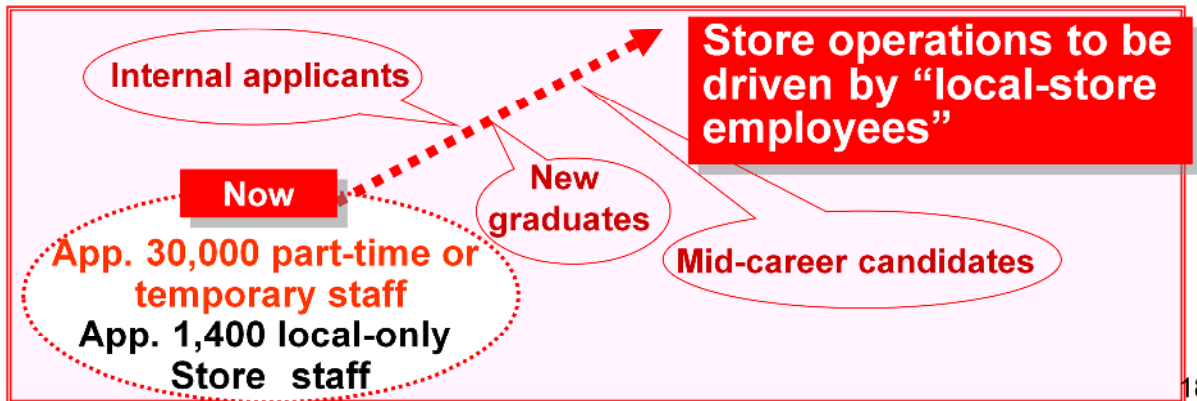 Internal applicants
Store operations to be
driven by “local-store
employees”
Now
New
graduates
App. 30,000 part-time or
temporary staff
Mid-career candidates
App. 1,400 local-only
Store staff
18